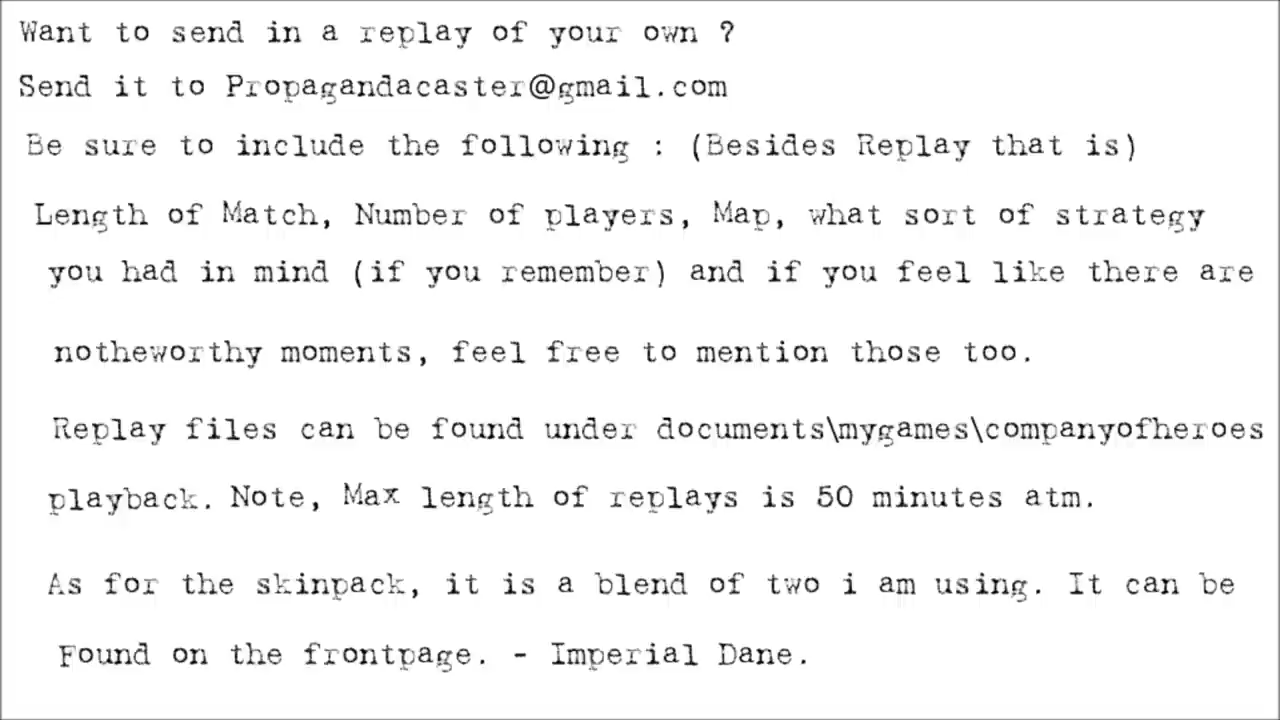 Want to send in a replay of your own ?
Send it to Propagandacaster@gmail.com
Be sure to include the following : (Besides Replay that is)
Length of Match, Number of players, Map, what sort of strategy
you had in mind (if you remember) and if you feel like there are
notheworthy moments, feel free to mention those too.
Replay files can be found under documents\mygames\companyofheroes
playback. Note, Max length of replays is 50 minutes atm.
As for the skinpack, it is a blend of two i am using. It can be
Found on the frontpage. - Imperial Dane.